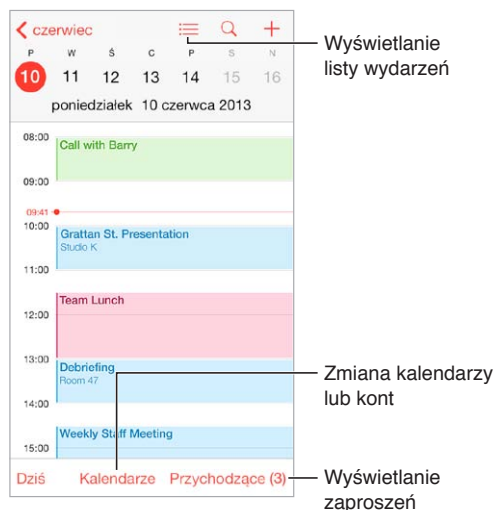 czerwiec
P W Ś C P S N
10 11 12 13 14 15 16
poniedziałek 10 czerwca 2013
Wyświetlanie
listy wydarzeń
08:00
Call with Barry
09:00
09:41
10:00
Grattan St. Presentation
Studio K
11:00
Team Lunch
12:00
13:00
Debriefing
Room 47
14:00
Zmiana kalendarzy
lub kont
Weekly Staff Meeting
15:00
Dziś Kalendarze Przychodzące (3)
Wyświetlanie
zaproszeń